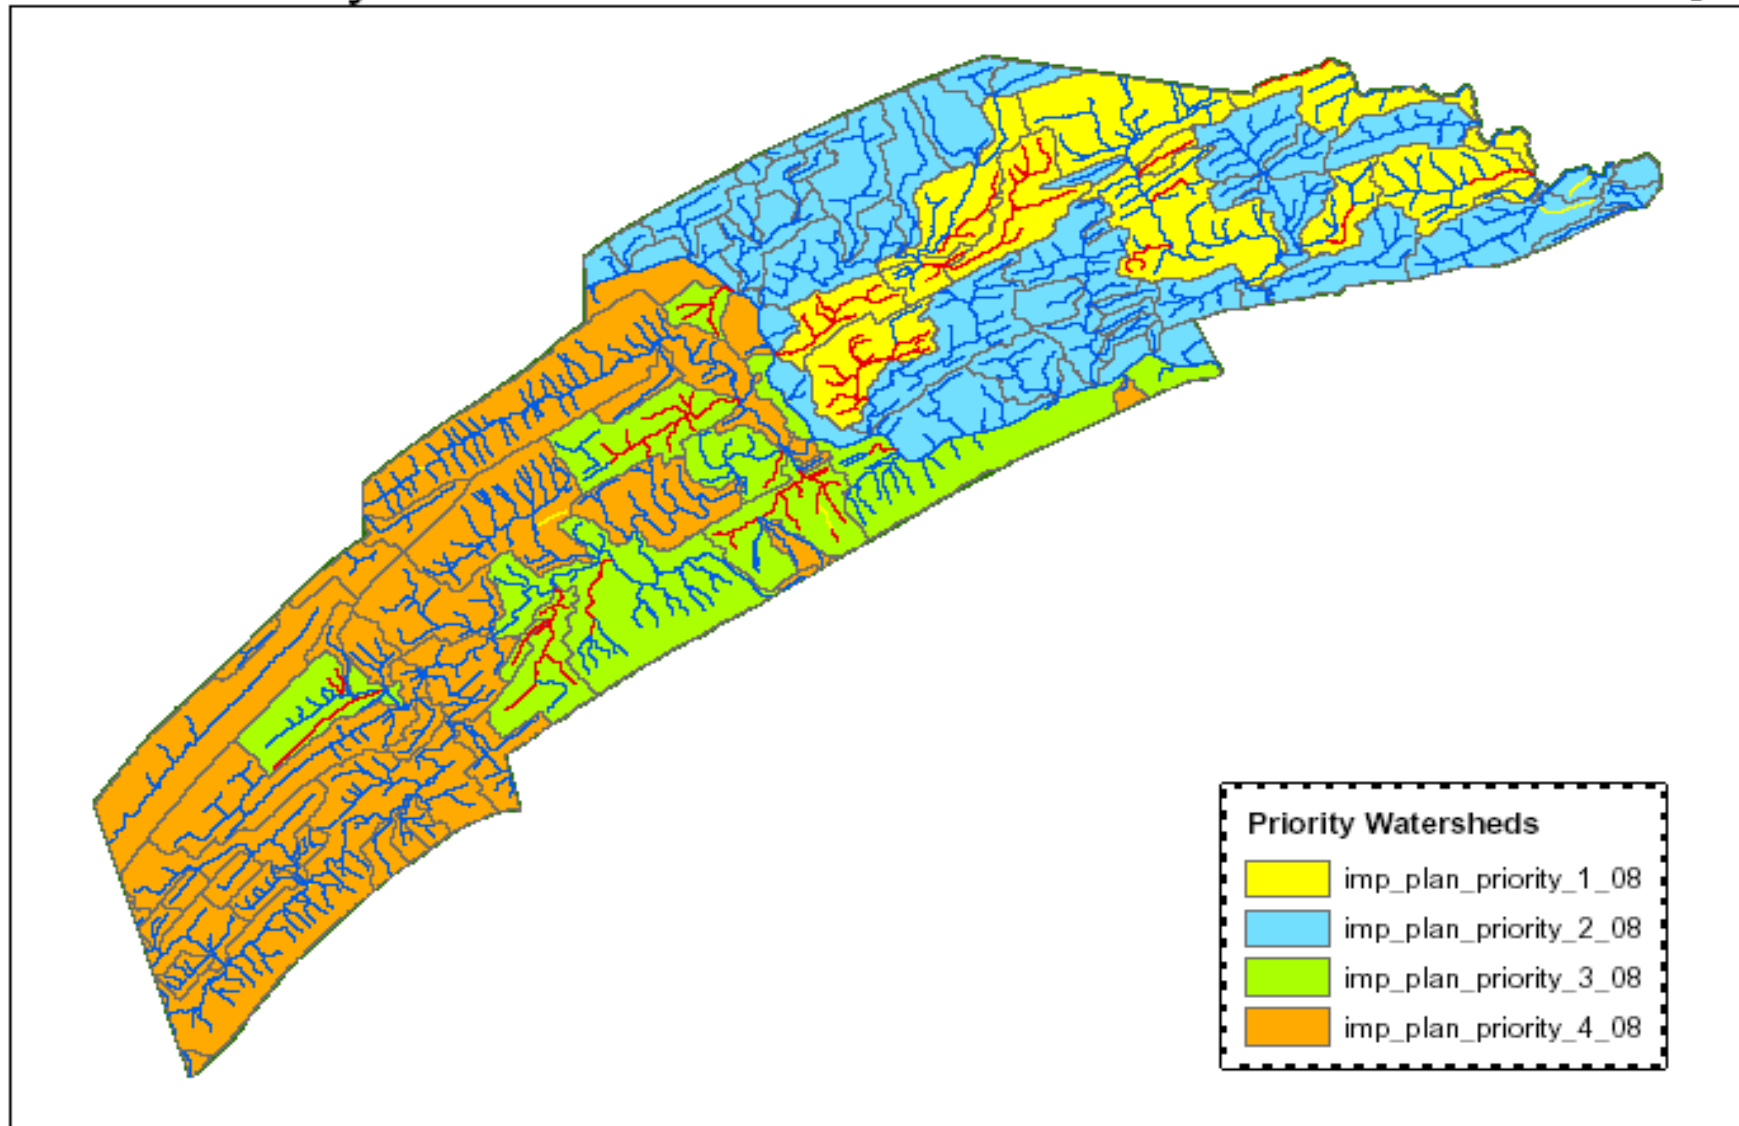 Priority Watersheds
imp_plan_priority_1_08
imp_plan_priority_2_08
imp_plan_priority_3_08
imp_plan_priority_4_08